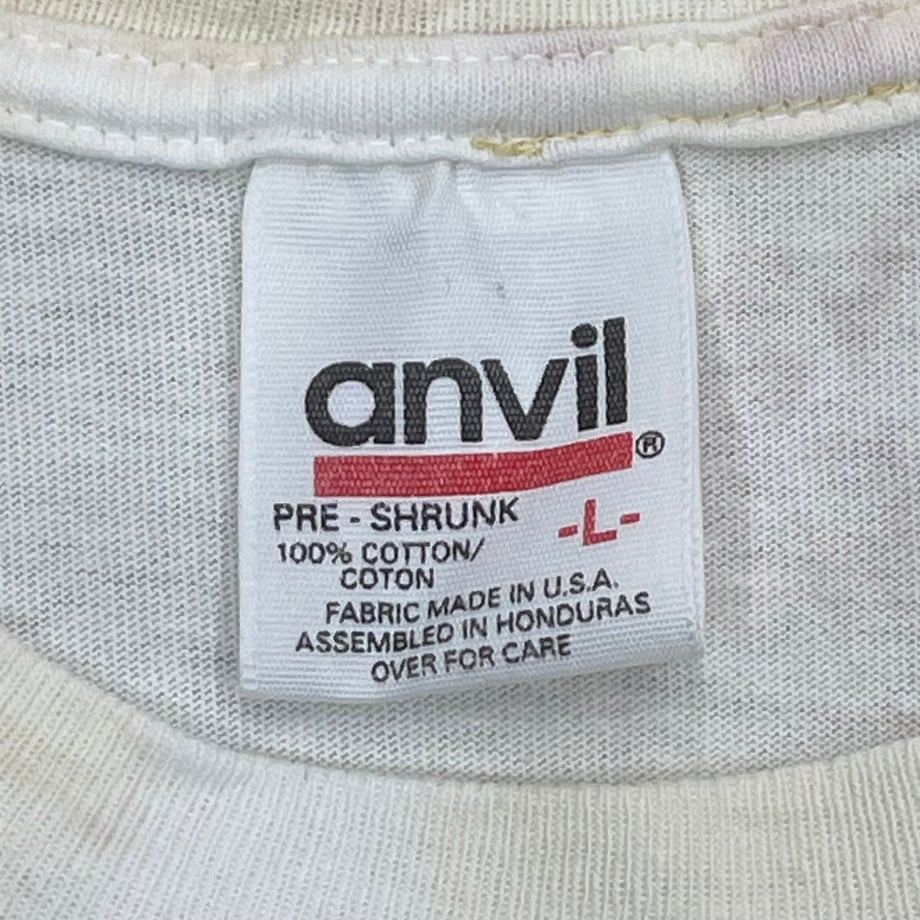 anvil®
PRE - SHRUNK -L-
100% COTTON/
COTON
FABRIC MADE IN U.S.A.
ASSEMBLED IN HONDURAS
OVER FOR CARE